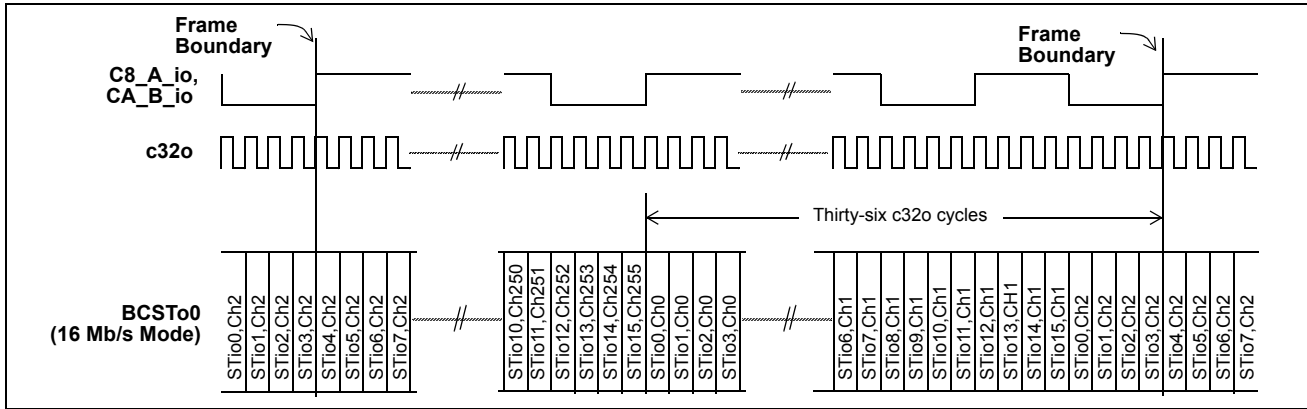 Frame
Boundary
Frame
Boundary
C8_A_io,
CA_B_io
c32o
Thirty-six c32o cycles
BCSTo0
(16 Mb/s Mode)
STio0,Ch2
STio1,Ch2
STio2,Ch2
STio3,Ch2
STio4,Ch2
STio5,Ch2
STio6,Ch2
STio7,Ch2
STio10,Ch250
STio11,Ch251
STio12,Ch252
STio13,Ch253
STio14,Ch254
STio15,Ch255
STio0,Ch0
STio1,Ch0
STio2,Ch0
STio3,Ch0
STio6,Ch1
STio7,Ch1
STio8,Ch1
STio9,Ch1
STio10,Ch1
STio11,Ch1
STio12,Ch1
STio13,CH1
STio14,Ch1
STio15,Ch1
STio0,Ch2
STio1,Ch2
STio2,Ch2
STio3,Ch2
STio4,Ch2
STio5,Ch2
STio6,Ch2
STio7,Ch2